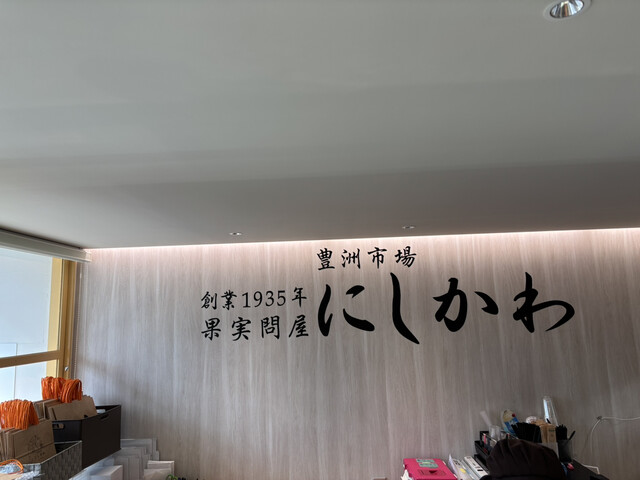 豊洲市場
創業1935年
果実問屋
にしかわ